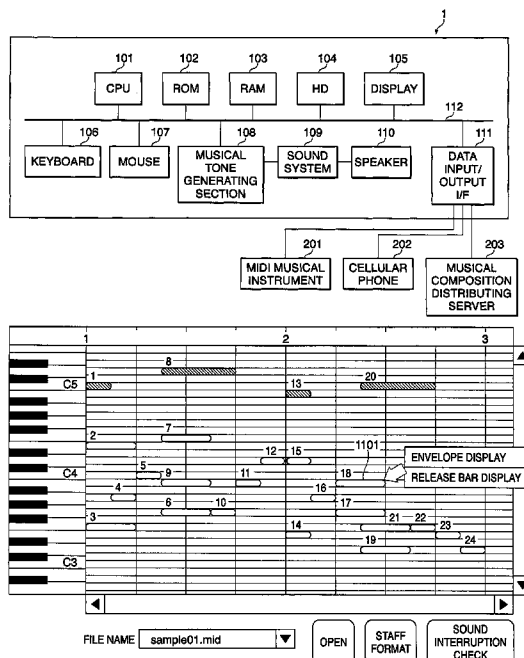 1
101 102 103 104 105
CPU ROM RAM HD DISPLAY
112
106 107 108 109 110 111
KEYBOARD MOUSE MUSICAL TONE GENERATING SECTION SOUND SYSTEM SPEAKER DATA INPUT/ OUTPUT I/F
201 202 203
MIDI MUSICAL INSTRUMENT CELLULAR PHONE MUSICAL COMPOSITION DISTRIBUTING SERVER
1 2 3
8
1 13 20
C5
7
2
12 15 1101
ENVELOPE DISPLAY
5
C4 9 11 18
RELEASE BAR DISPLAY
4 16
6 10 17
3 21 22
14 23
19 24
C3
FILE NAME sample01.mid OPEN STAFF FORMAT SOUND INTERRUPTION CHECK